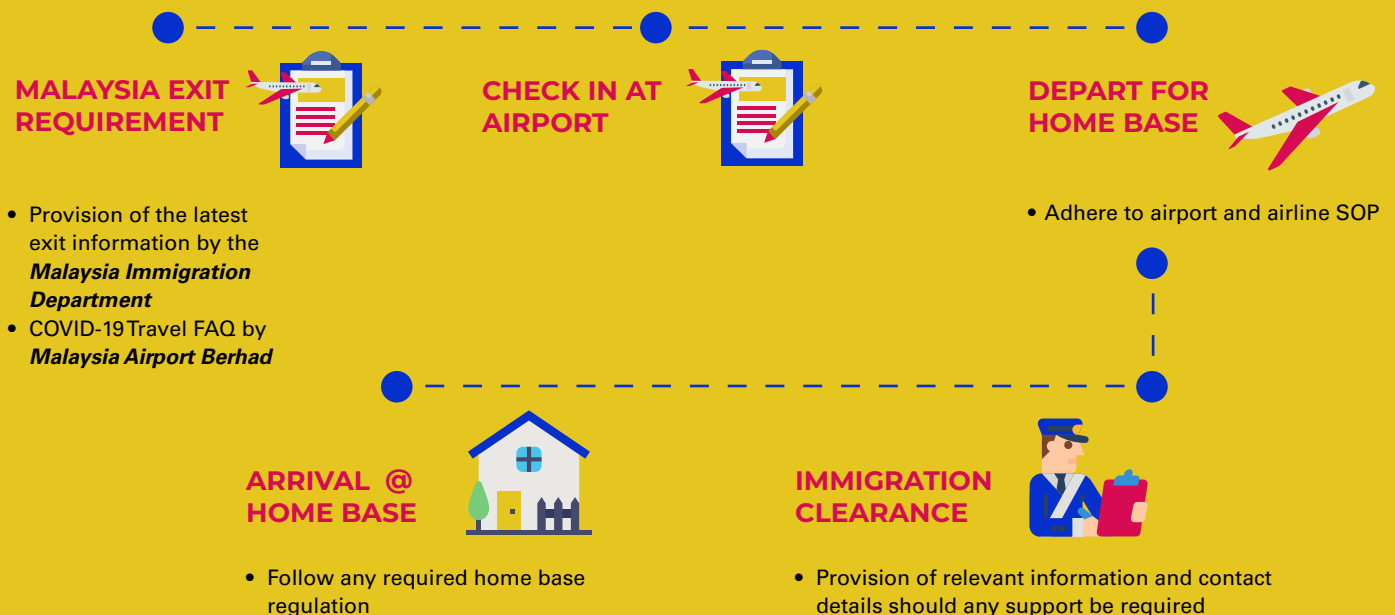 MALAYSIA EXIT
REQUIREMENT
• Provision of the latest
exit information by the
Malaysia Immigration
Department
• COVID-19 Travel FAQ by
Malaysia Airport Berhad
CHECK IN AT
AIRPORT
DEPART FOR
HOME BASE
• Adhere to airport and airline SOP
IMMIGRATION
CLEARANCE
• Provision of relevant information and contact
details should any support be required
ARRIVAL @
HOME BASE
• Follow any required home base
regulation